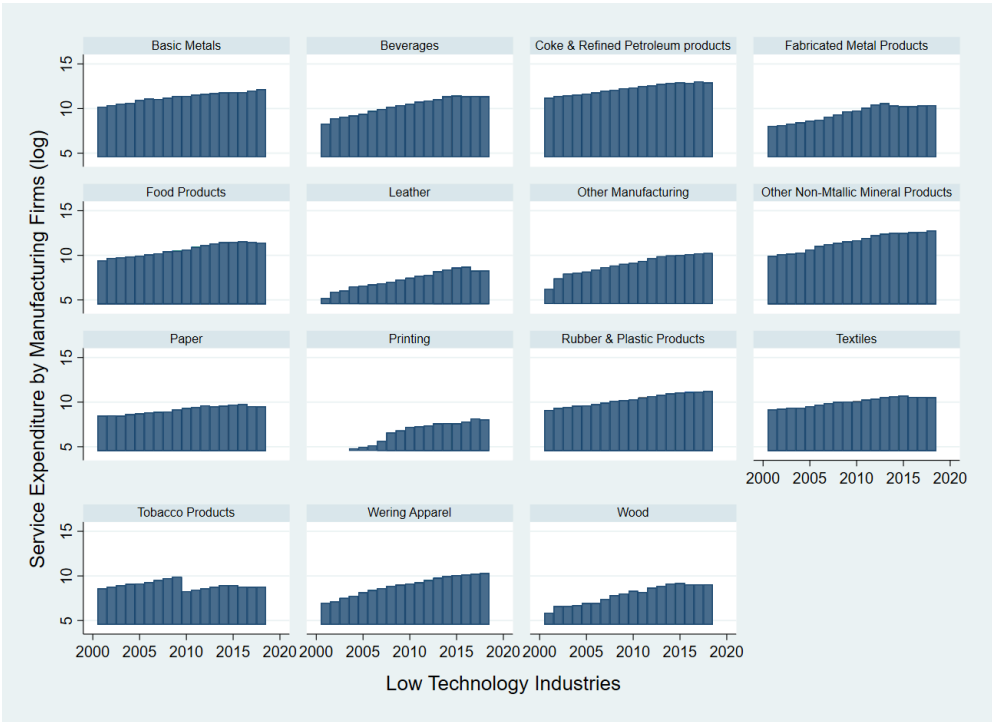 Service Expenditure by Manufacturing Firms (log)
Basic Metals
Beverages
Coke & Refined Petroleum products
Fabricated Metal Products
15
10
5
Food Products
Leather
Other Manufacturing
Other Non-Mtallic Mineral Products
15
10
5
Paper
Printing
Rubber & Plastic Products
Textiles
15
10
5
2000 2005 2010 2015 2020
Tobacco Products
Wering Apparel
Wood
15
10
5
2000 2005 2010 2015 2020
2000 2005 2010 2015 2020
2000 2005 2010 2015 2020
Low Technology Industries